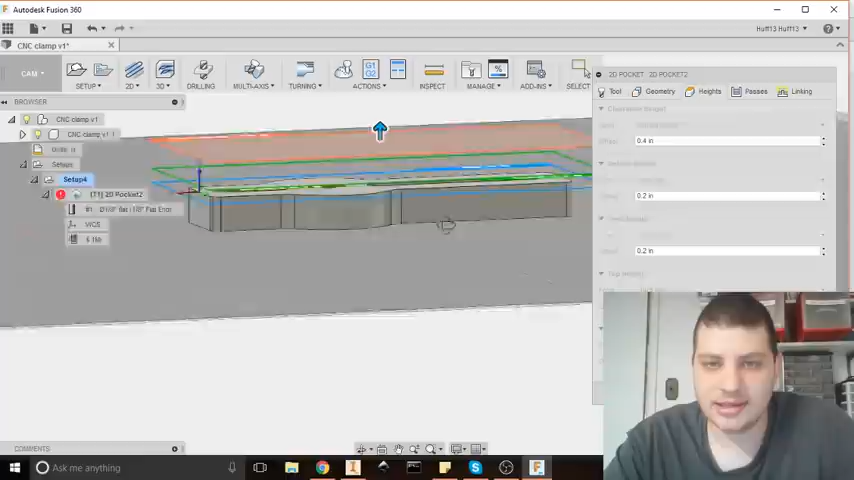 Autodesk Fusion 360
Huff13 Huff13
CNC clamp v1*
CAM
SETUP
2D
3D
DRILLING
MULTI-AXIS
TURNING
ACTIONS
INSPECT
MANAGE
ADD-INS
SELECT
G1
G2
BROWSER
2D POCKET : 2D POCKET2
Tool
Geometry
Heights
Passes
Linking
CNC clamp v1
CNC clamp v1 1
0.4 in
Setups
Setup4
[T1] 2D Pocket2
0.2 in
WCS
0.2 in
COMMENTS
Ask me anything